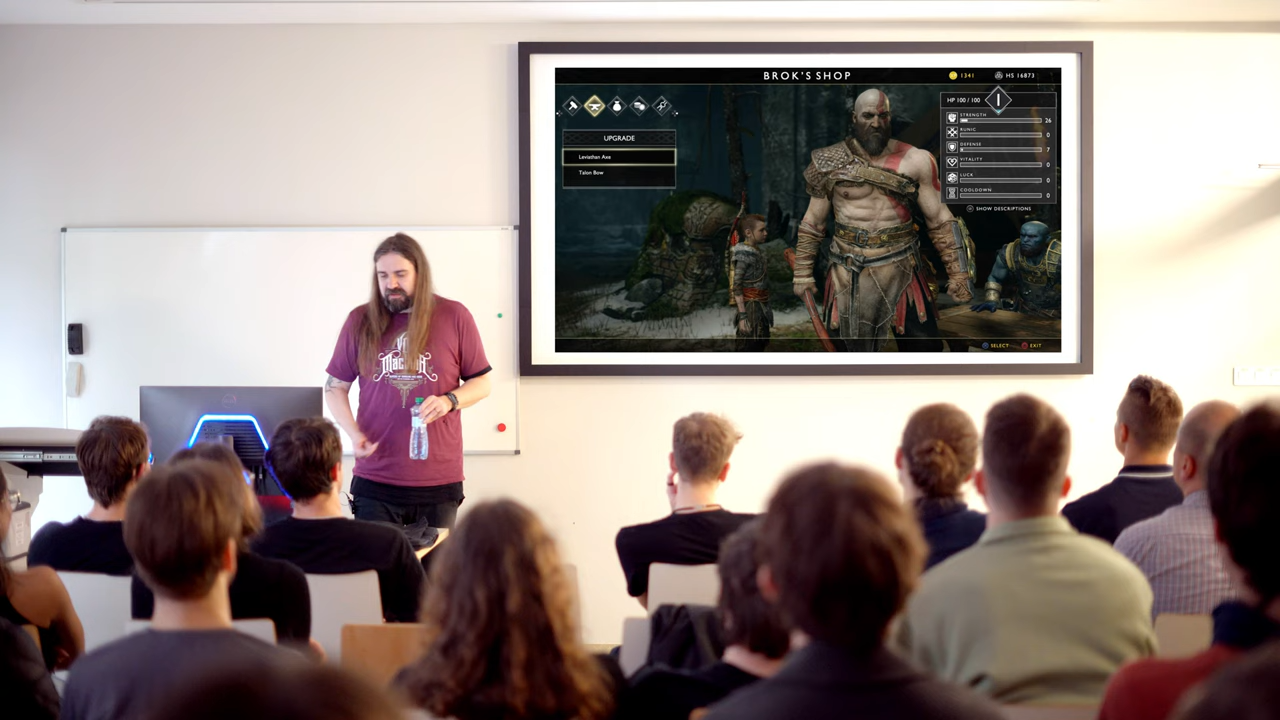 BROK'S SHOP
1241
HS 16873
UPGRADE
Leviathan Axe
Talon Bow
HP 100 / 100
STRENGTH
26
RUNIC
0
DEFENSE
7
VITALITY
0
LUCK
0
COOLDOWN
0
SHOW DESCRIPTIONS
SELECT
EXIT